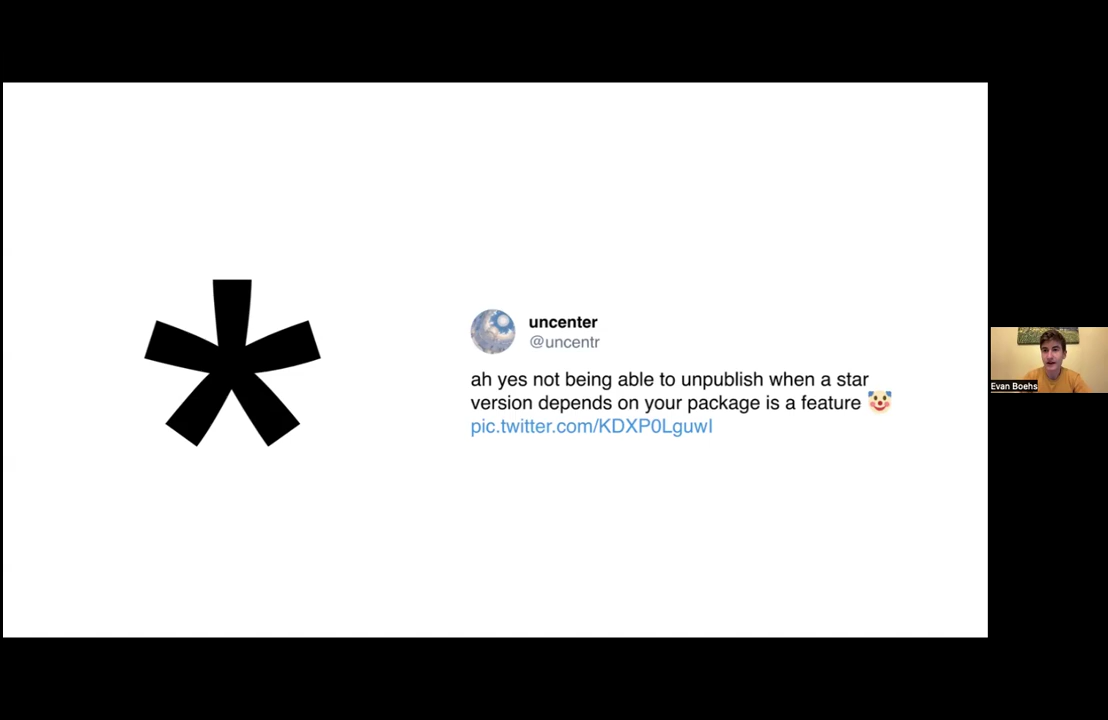 *
uncenter
@uncentr
ah yes not being able to unpublish when a star
version depends on your package is a feature 🤡
pic.twitter.com/KDXP0LguwI
Evan Boehs